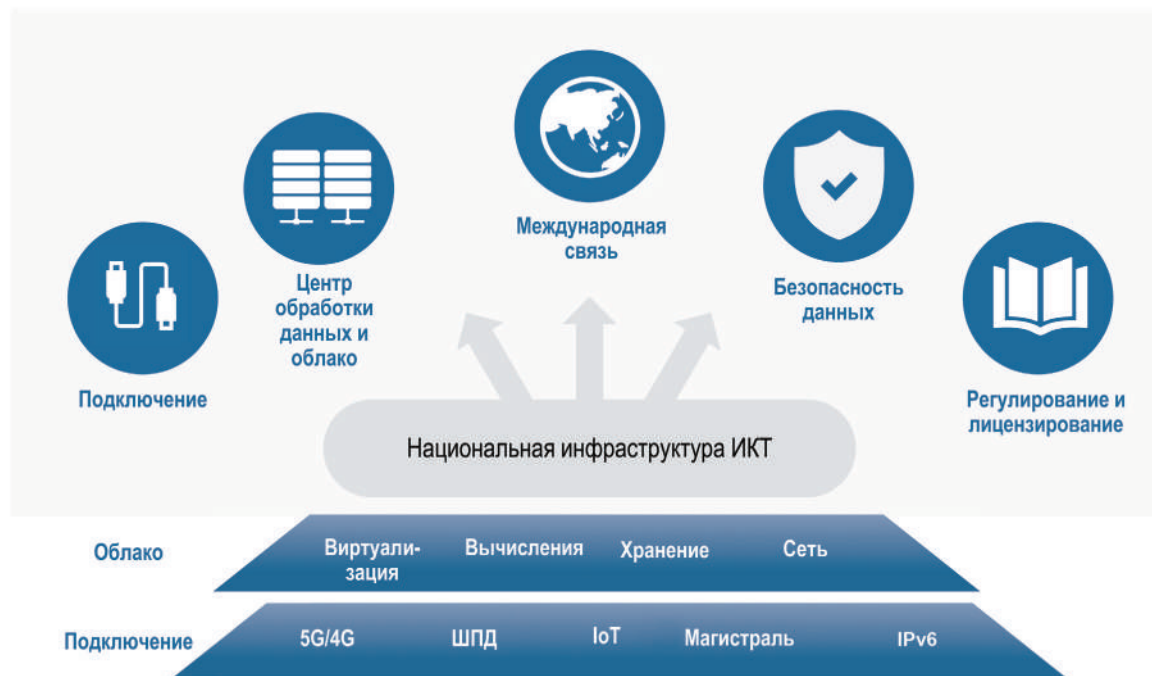 Международная
связь
Центр
обработки
данных и
облако
Безопасность
данных
Подключение
Регулирование и
лицензирование
Национальная инфраструктура ИКТ
Облако
Виртуали-
зация
Вычисления
Хранение
Сеть
Подключение
5G/4G
ШПД
IoT
Магистраль
IPv6